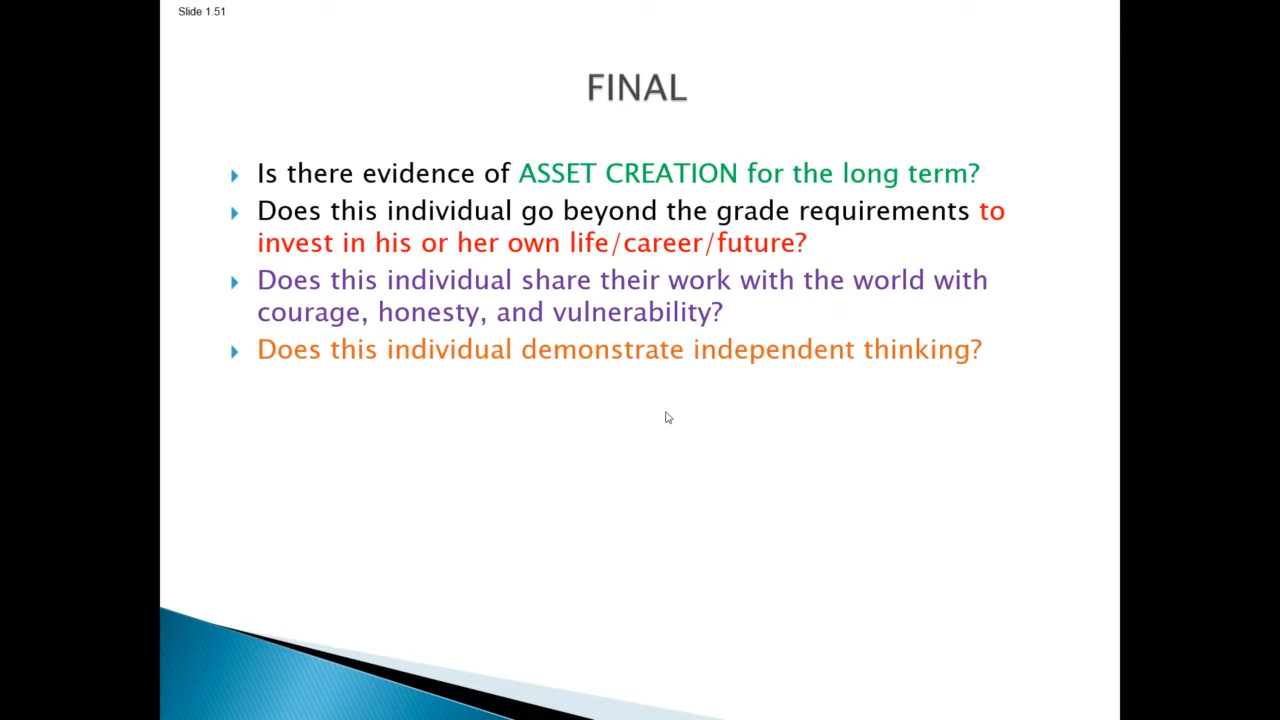 Slide 1.51
FINAL
Is there evidence of ASSET CREATION for the long term?
Does this individual go beyond the grade requirements to
invest in his or her own life/career/future?
Does this individual share their work with the world with
courage, honesty, and vulnerability?
Does this individual demonstrate independent thinking?